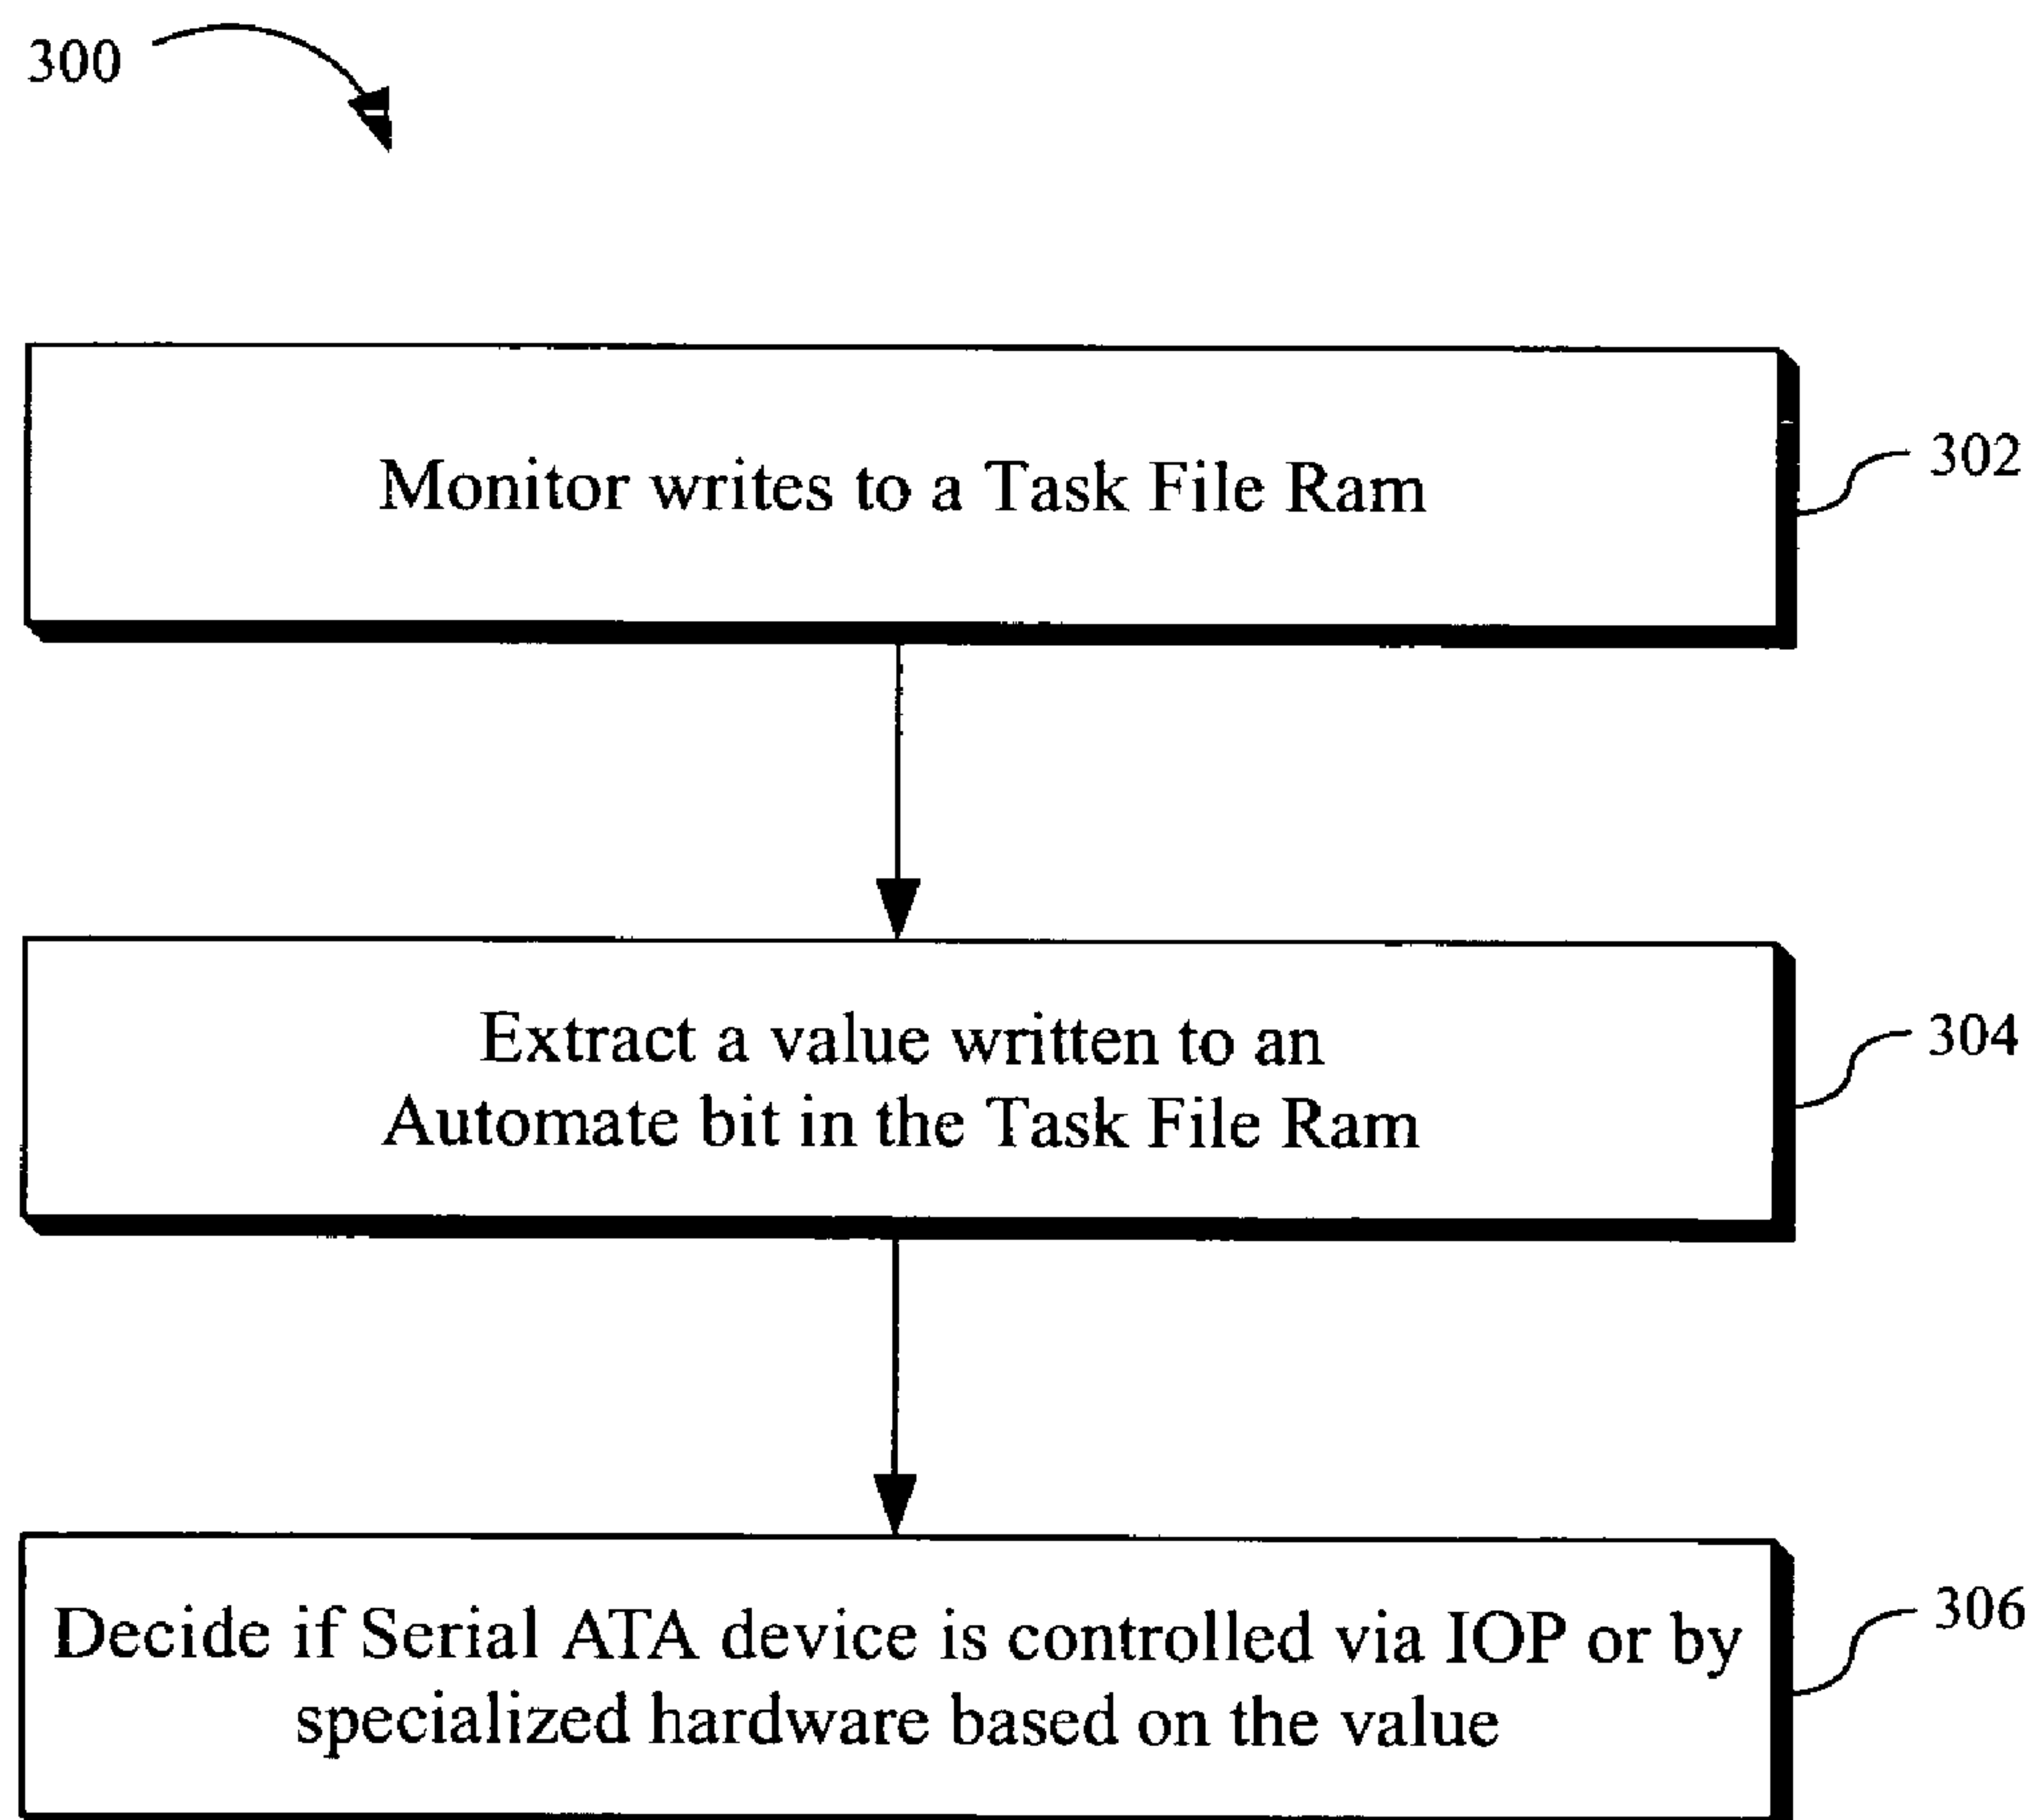 300
Monitor writes to a Task File Ram
302
Extract a value written to an
Automate bit in the Task File Ram
304
Decide if Serial ATA device is controlled via IOP or by
specialized hardware based on the value
306